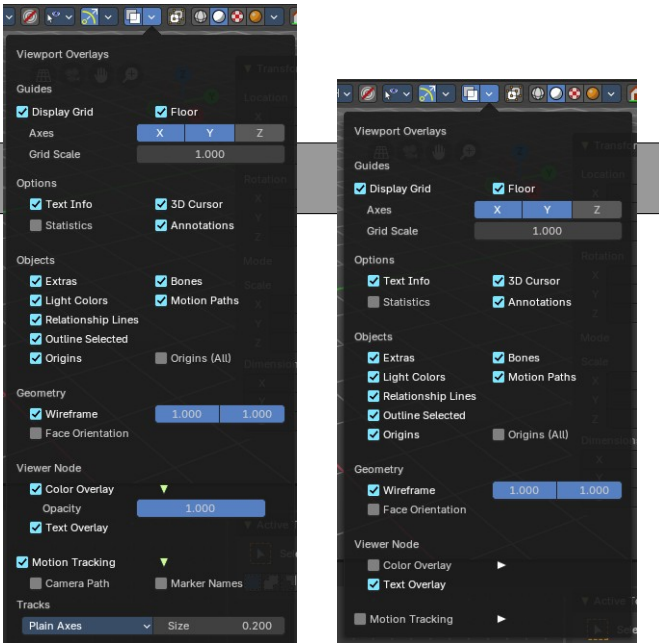 Viewport Overlays
Guides
Display Grid Floor
Axes X Y Z
Grid Scale 1.000
Options
Text Info 3D Cursor
Statistics Annotations
Objects
Extras Bones
Light Colors Motion Paths
Relationship Lines
Outline Selected
Origins Origins (All)
Geometry
Wireframe 1.000 1.000
Face Orientation
Viewer Node
Color Overlay
Opacity 1.000
Text Overlay
Motion Tracking
Camera Path Marker Names
Tracks
Plain Axes Size 0.200
Viewport Overlays
Guides
Display Grid Floor
Axes X Y Z
Grid Scale 1.000
Options
Text Info 3D Cursor
Statistics Annotations
Objects
Extras Bones
Light Colors Motion Paths
Relationship Lines
Outline Selected
Origins Origins (All)
Geometry
Wireframe 1.000 1.000
Face Orientation
Viewer Node
Color Overlay
Text Overlay
Motion Tracking